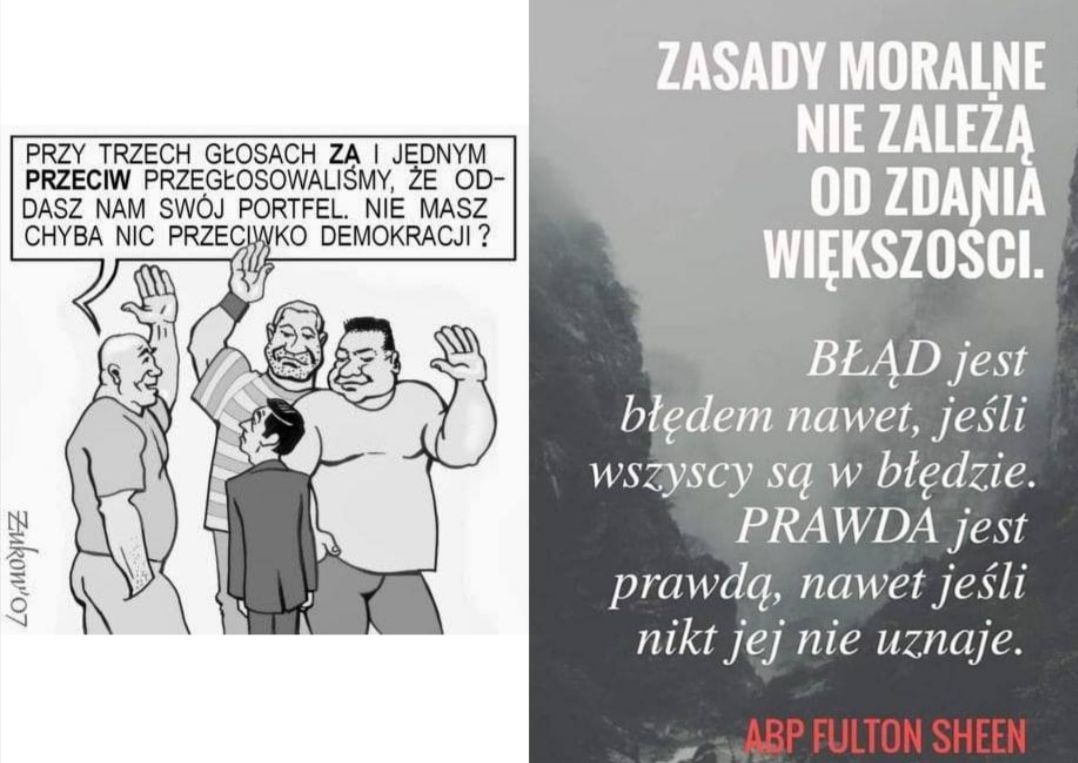 PRZY TRZECH GŁOSACH ZA I JEDNYM
PRZECIW PRZEGŁOSOWALIŚMY, ŻE OD-
DASZ NAM SWÓJ PORTFEL. NIE MASZ
CHYBA NIC PRZECIWKO DEMOKRACJI?
Żukow'07
ZASADY MORALNE
NIE ZALEŻĄ
OD ZDANIA
WIĘKSZOŚCI.
BŁĄD jest
błędem nawet, jeśli
wszyscy są w błędzie.
PRAWDA jest
prawdą, nawet jeśli
nikt jej nie uznaje.
ABP FULTON SHEEN